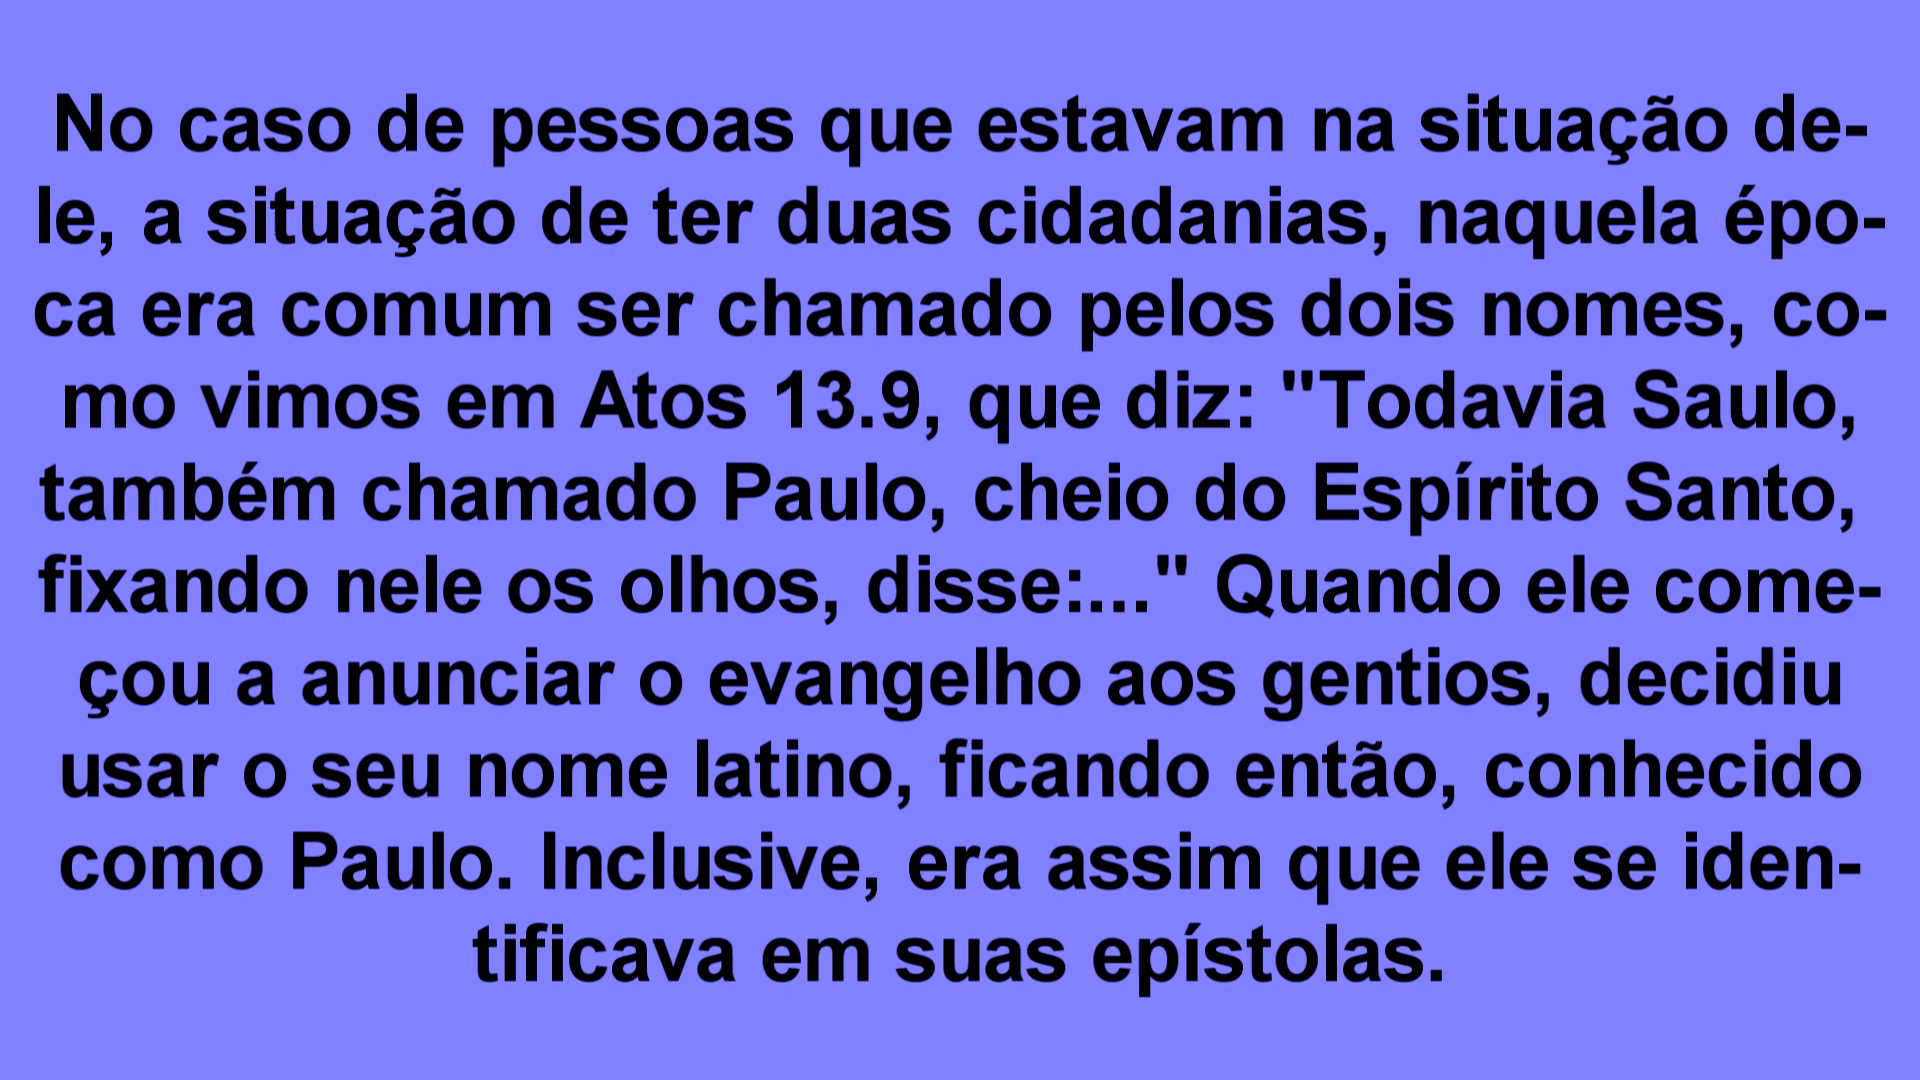 No caso de pessoas que estavam na situação de-
le, a situação de ter duas cidadanias, naquela épo-
ca era comum ser chamado pelos dois nomes, co-
mo vimos em Atos 13.9, que diz: "Todavia Saulo,
também chamado Paulo, cheio do Espírito Santo,
fixando nele os olhos, disse:..." Quando ele come-
çou a anunciar o evangelho aos gentios, decidiu
usar o seu nome latino, ficando então, conhecido
como Paulo. Inclusive, era assim que ele se iden-
tificava em suas epístolas.